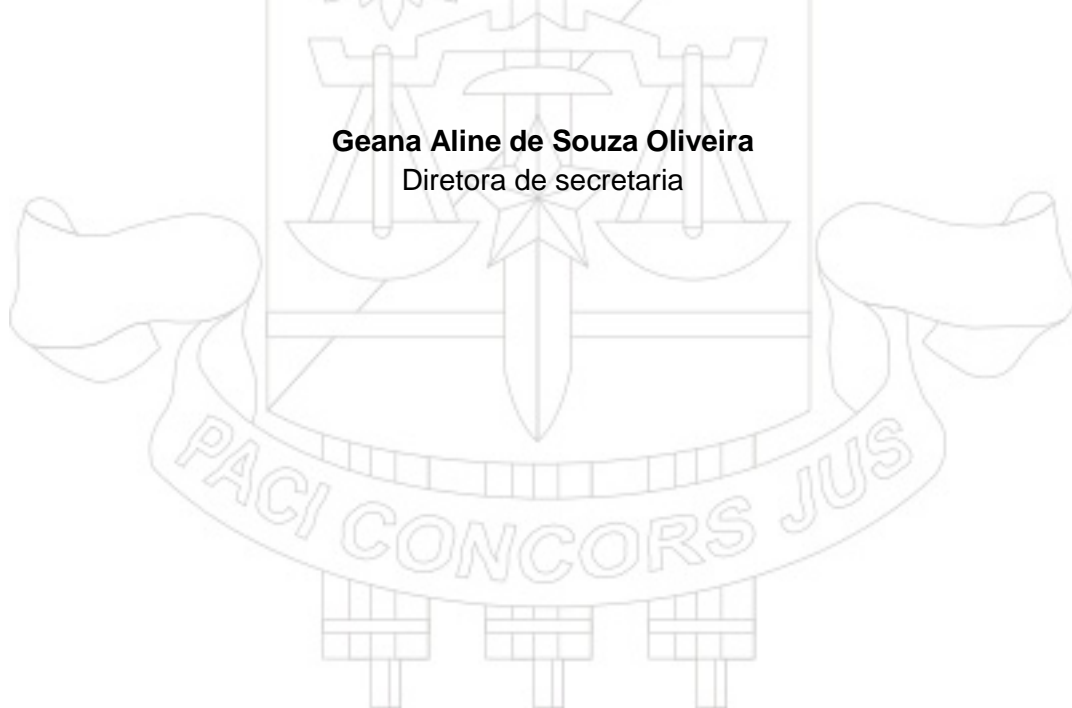 Geana Aline de Souza Oliveira
Diretora de secretaria
PACI CONCORS JUS